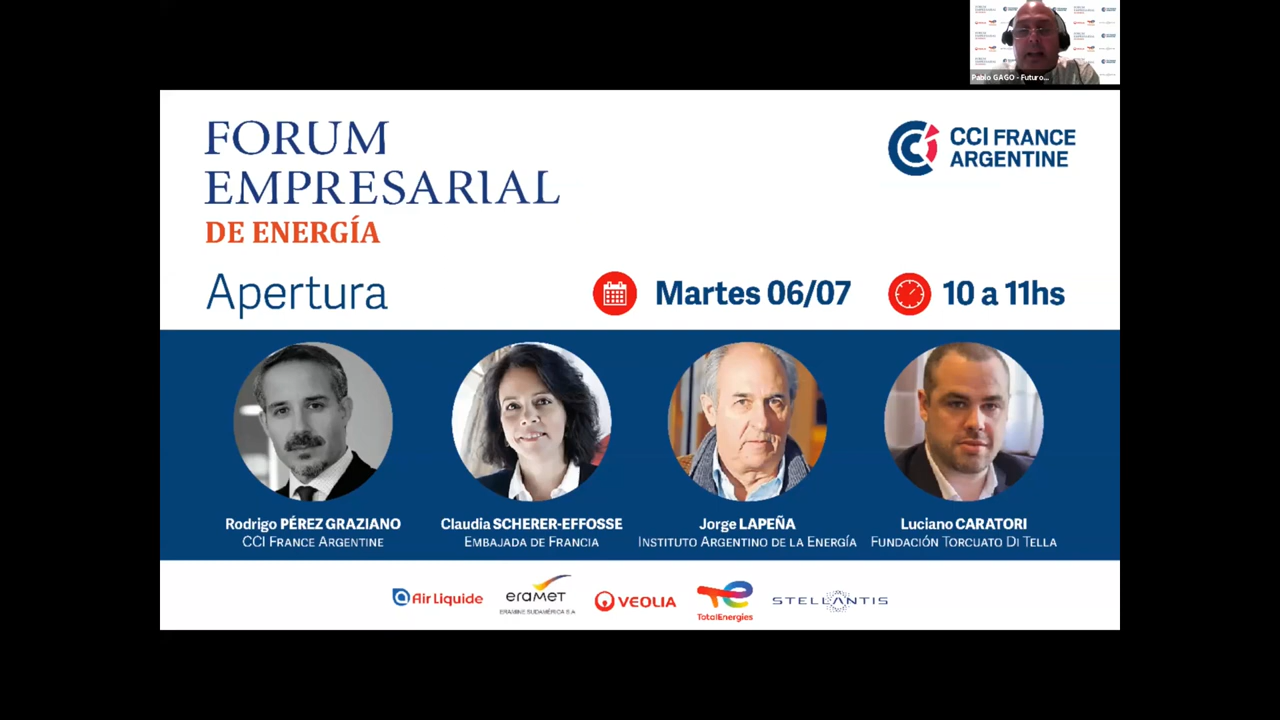 Pablo GAGO - Futuro...
FORUM
EMPRESARIAL
DE ENERGÍA
CCI FRANCE
ARGENTINE
Apertura
Martes 06/07
10 a 11hs
Rodrigo PÉREZ GRAZIANO
CCI FRANCE ARGENTINE
Claudia SCHERER-EFFOSSE
EMBAJADA DE FRANCIA
Jorge LAPEÑA
INSTITUTO ARGENTINO DE LA ENERGÍA
Luciano CARATORI
FUNDACIÓN TORCUATO DI TELLA
Air Liquide
eramet
ERAMINE SUDAMÉRICA S.A
VEOLIA
TotalEnergies
STELLANTIS